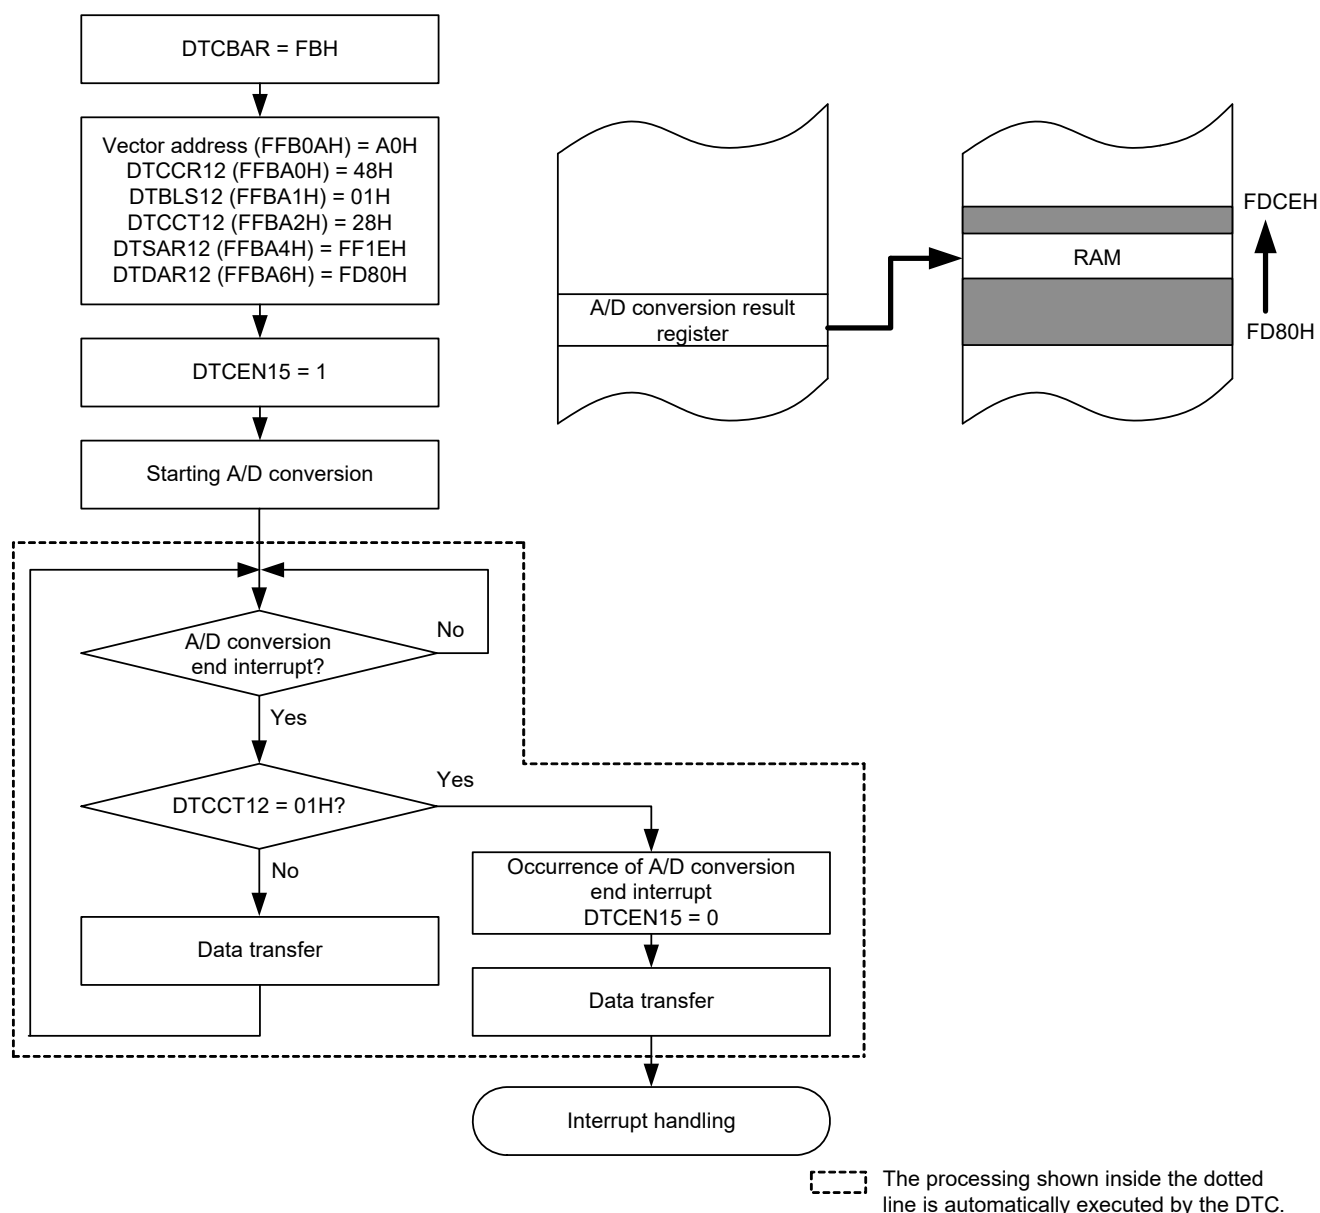 DTCBAR = FBH
Vector address (FFB0AH) = A0H
DTCCR12 (FFBA0H) = 48H
DTBLS12 (FFBA1H) = 01H
DTCCT12 (FFBA2H) = 28H
DTSAR12 (FFBA4H) = FF1EH
DTDAR12 (FFBA6H) = FD80H
DTCEN15 = 1
Starting A/D conversion
A/D conversion
end interrupt?
No
Yes
DTCCT12 = 01H?
Yes
No
Data transfer
Occurrence of A/D conversion
end interrupt
DTCEN15 = 0
Data transfer
Interrupt handling
A/D conversion result
register
RAM
FDCEH
FD80H
The processing shown inside the dotted
line is automatically executed by the DTC.